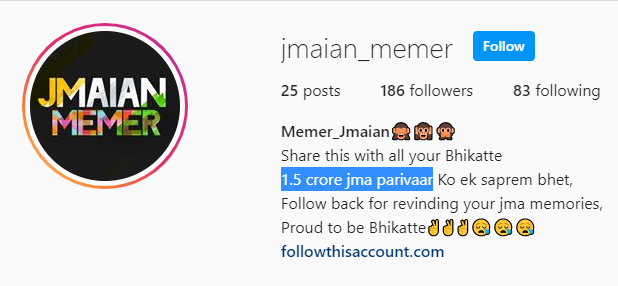 JMAIAN
MEMER
jmaian_memer Follow
25 posts 186 followers 83 following
Memer_Jmaian🙈🙉🙊
Share this with all your Bhikatte
1.5 crore jma parivaar Ko ek saprem bhet,
Follow back for revinding your jma memories,
Proud to be Bhikatte✌✌✌😪😪😪
followthisaccount.com